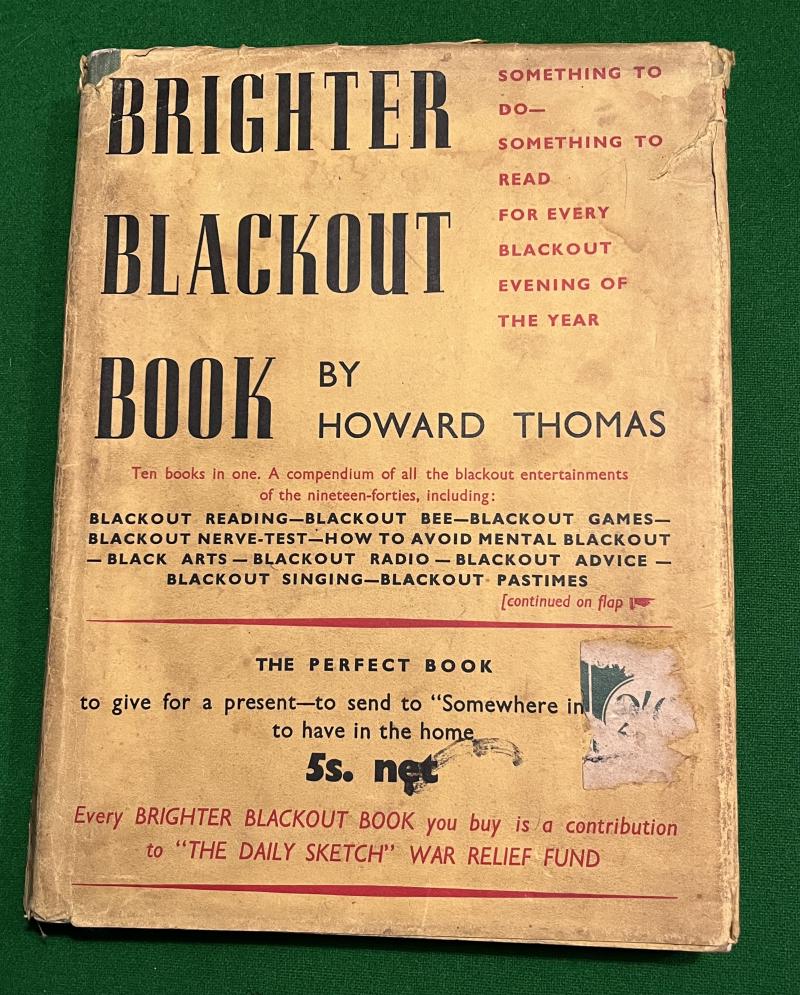 BRIGHTER
BLACKOUT
BOOK
BY
HOWARD THOMAS
SOMETHING TO
DO—
SOMETHING TO
READ
FOR EVERY
BLACKOUT
EVENING OF
THE YEAR
Ten books in one. A compendium of all the blackout entertainments
of the nineteen-forties, including:
BLACKOUT READING—BLACKOUT BEE—BLACKOUT GAMES—
BLACKOUT NERVE-TEST—HOW TO AVOID MENTAL BLACKOUT
—BLACK ARTS—BLACKOUT RADIO—BLACKOUT ADVICE—
BLACKOUT SINGING—BLACKOUT PASTIMES
[continued on flap
THE PERFECT BOOK
to give for a present—to send to “Somewhere in
to have in the home
5s. net
Every BRIGHTER BLACKOUT BOOK you buy is a contribution
to “THE DAILY SKETCH” WAR RELIEF FUND